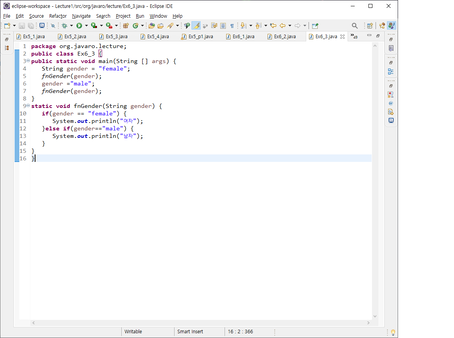 eclipse-workspace - Lecture1/src/org/javaro/lecture/Ex6_3.java - Eclipse IDE
File Edit Source Refactor Navigate Search Project Run Window Help
Ex5_1.java Ex5_2.java Ex5_3.java Ex5_4.java Ex5_p1.java Ex6_1.java Ex6_2.java Ex6_3.java
1 package org.javaro.lecture;
2 public class Ex6_3 {
3 public static void main(String [] args) {
4 String gender = "female";
5 fnGender(gender);
6 gender ="male";
7 fnGender(gender);
8 }
9 static void fnGender(String gender) {
10 if(gender == "female") {
11 System.out.println("여자");
12 }else if(gender=="male") {
13 System.out.println("남자");
14 }
15 }
16 }
Writable Smart Insert 16 : 2 : 366